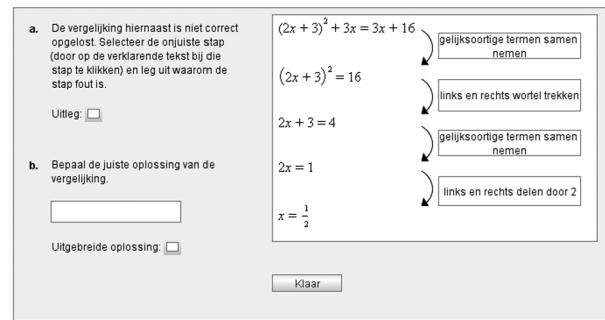 a. De vergelijking hiernaast is niet correct
opgelost. Selecteer de onjuiste stap
(door op de verklarende tekst bij die
stap te klikken) en leg uit waarom de
stap fout is.
Uitleg:
b. Bepaal de juiste oplossing van de
vergelijking.
Uitgebreide oplossing:
(2x + 3)² + 3x = 3x + 16
gelijksoortige termen samen
nemen
(2x + 3)² = 16
links en rechts wortel trekken
2x + 3 = 4
gelijksoortige termen samen
nemen
2x = 1
links en rechts delen door 2
x = 1/2
Klaar